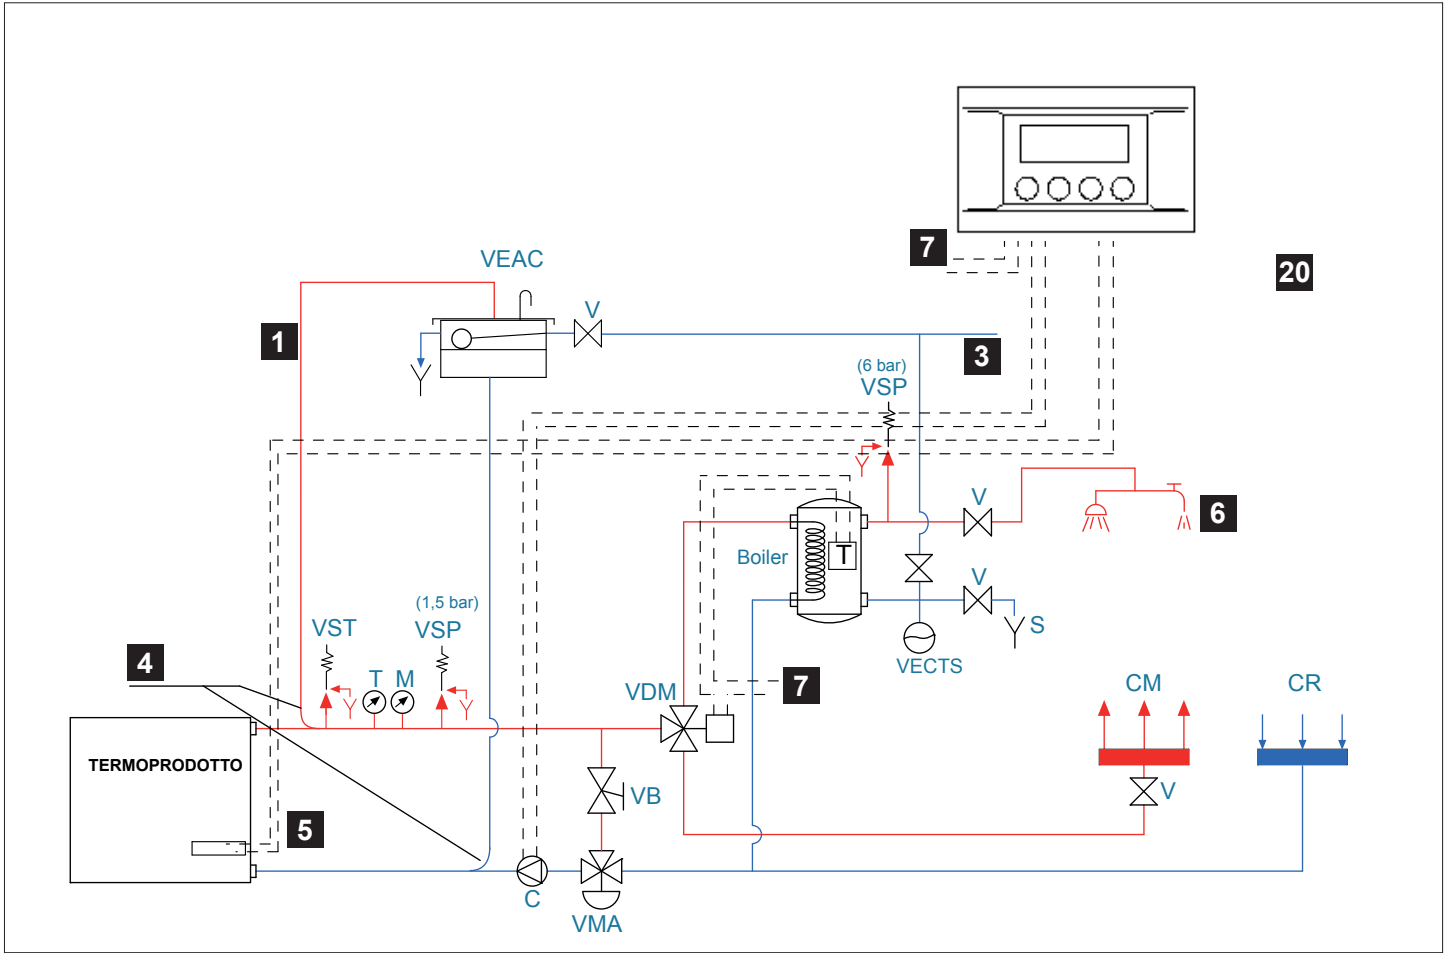 7
20
VEAC
V
1
3
(6 bar)
VSP
V
6
Boiler
T
V
S
VECTS
(1,5 bar)
VST
VSP
4
T
M
7
VDM
CM
CR
TERMOPRODOTTO
VB
V
5
C
VMA